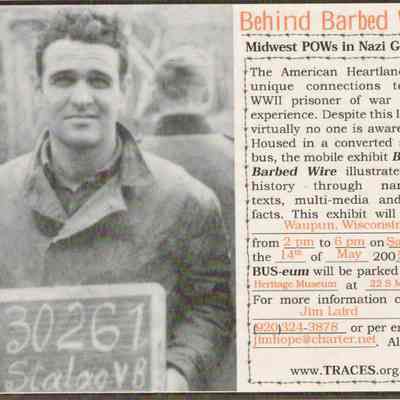 Behind Barbed
Midwest POWs in Nazi G
The American Heartland
unique connections to
WWII prisoner of war
experience. Despite this l
virtually no one is aware
Housed in a converted s
bus, the mobile exhibit B
Barbed Wire illustrate
history through nar
texts, multi-media and
facts. This exhibit will
Waupun, Wisconsin
from 2 pm to 6 pm on Sa
the 14th of May 200
BUS-eum will be parked
Heritage Museum at 22 S M
For more information c
Jim Laird
(920)324-3878 or per e
jimhope@charter.net. Al
www.TRACES.org
30261
Stalag VB